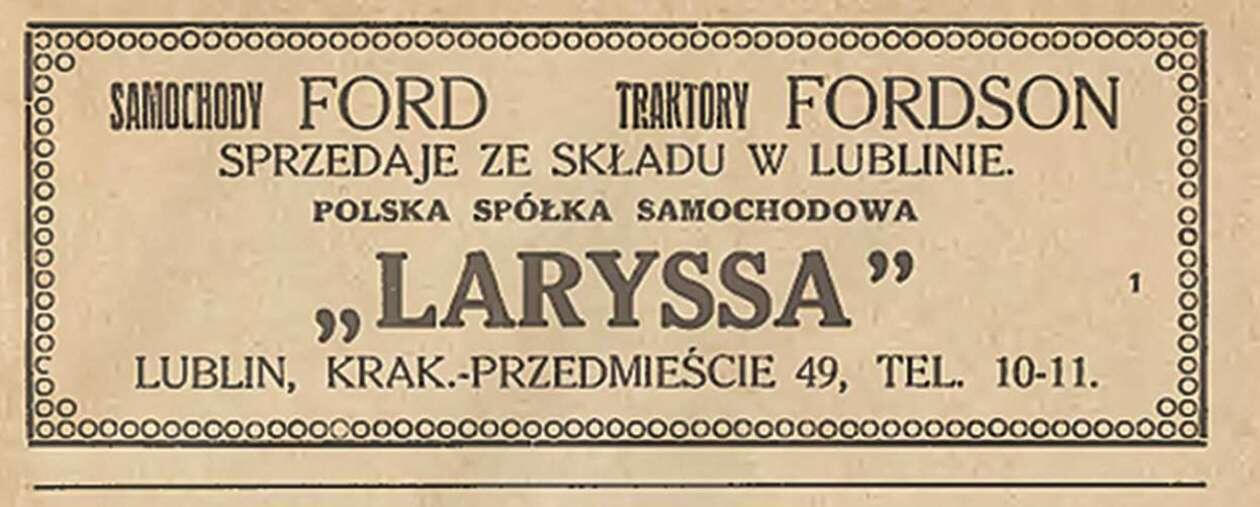 SAMOCHODY FORD TRAKTORY FORDSON
SPRZEDAJE ZE SKŁADU W LUBLINIE.
POLSKA SPÓŁKA SAMOCHODOWA
„LARYSSA”
1
LUBLIN, KRAK.-PRZEDMIEŚCIE 49, TEL. 10-11.